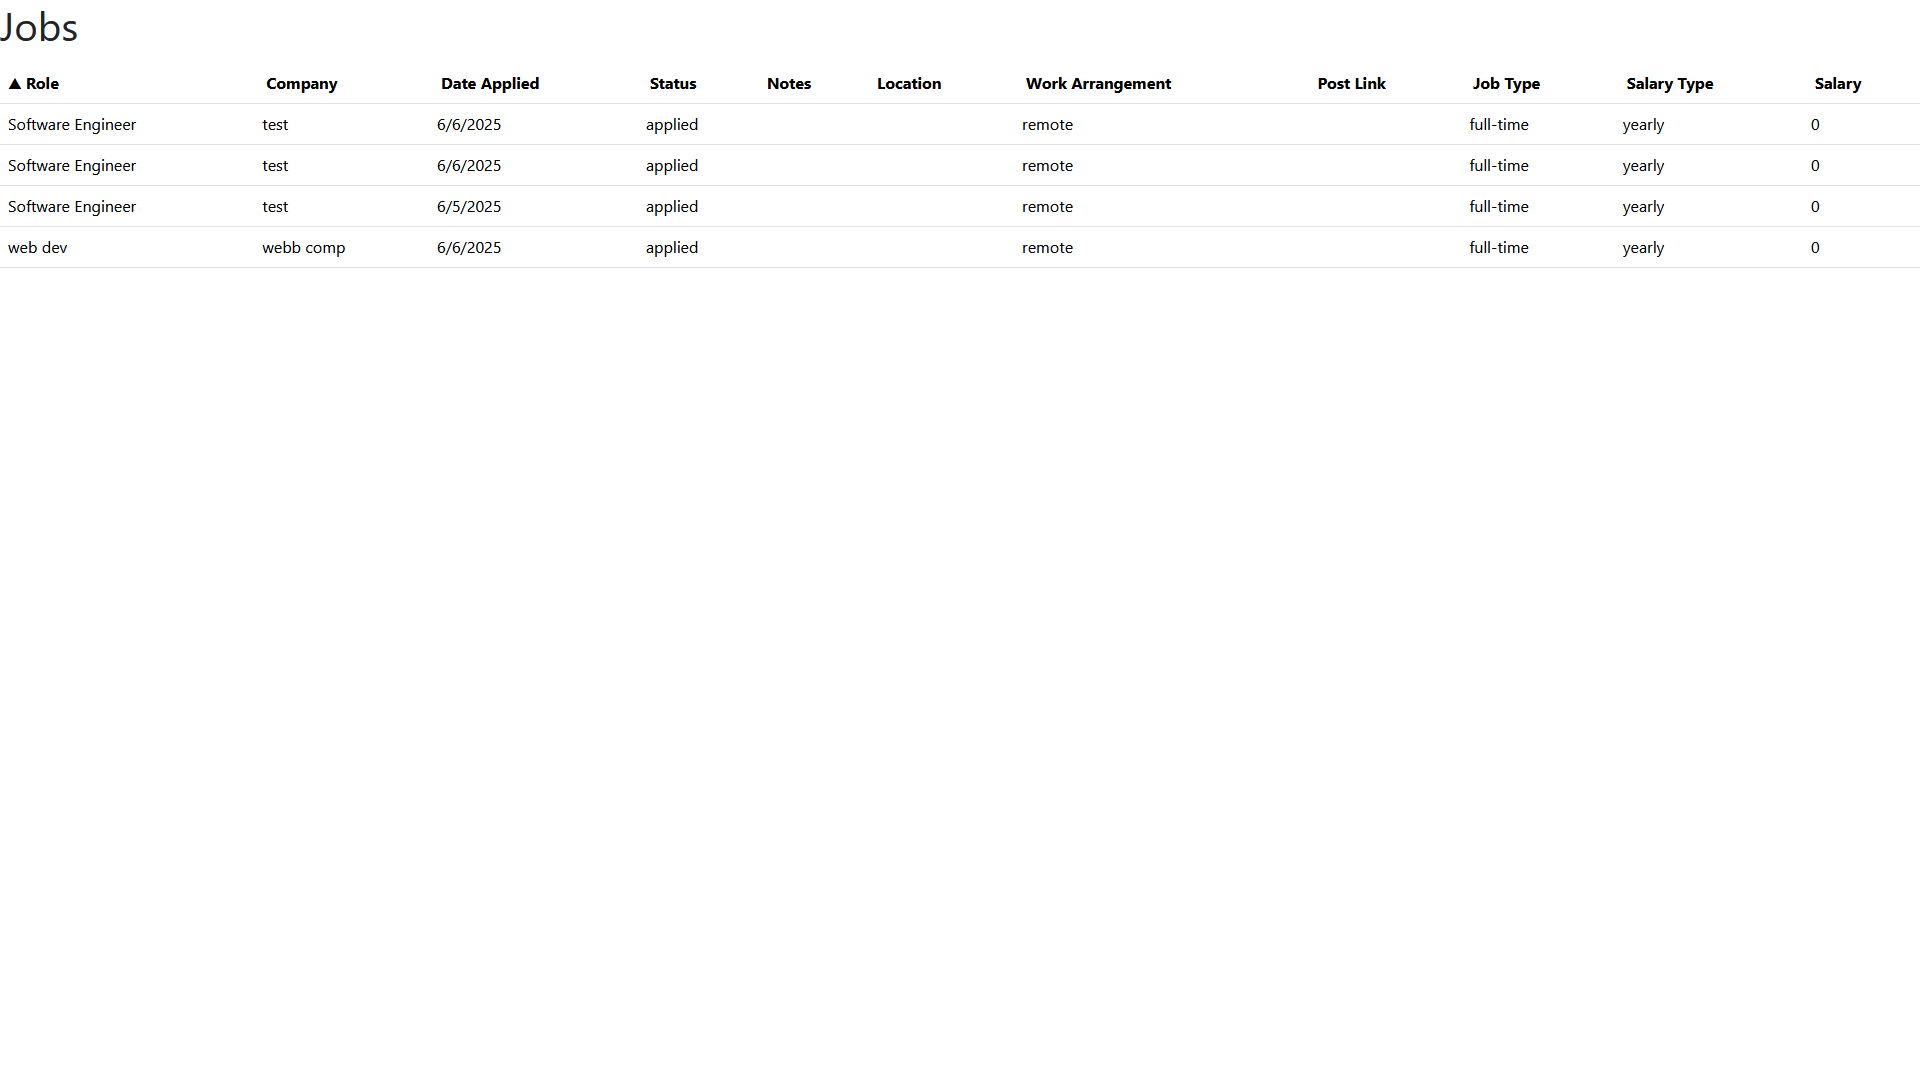 Jobs
▲ Role Company Date Applied Status Notes Location Work Arrangement Post Link Job Type Salary Type Salary
Software Engineer test 6/6/2025 applied remote full-time yearly 0
Software Engineer test 6/6/2025 applied remote full-time yearly 0
Software Engineer test 6/5/2025 applied remote full-time yearly 0
web dev webb comp 6/6/2025 applied remote full-time yearly 0